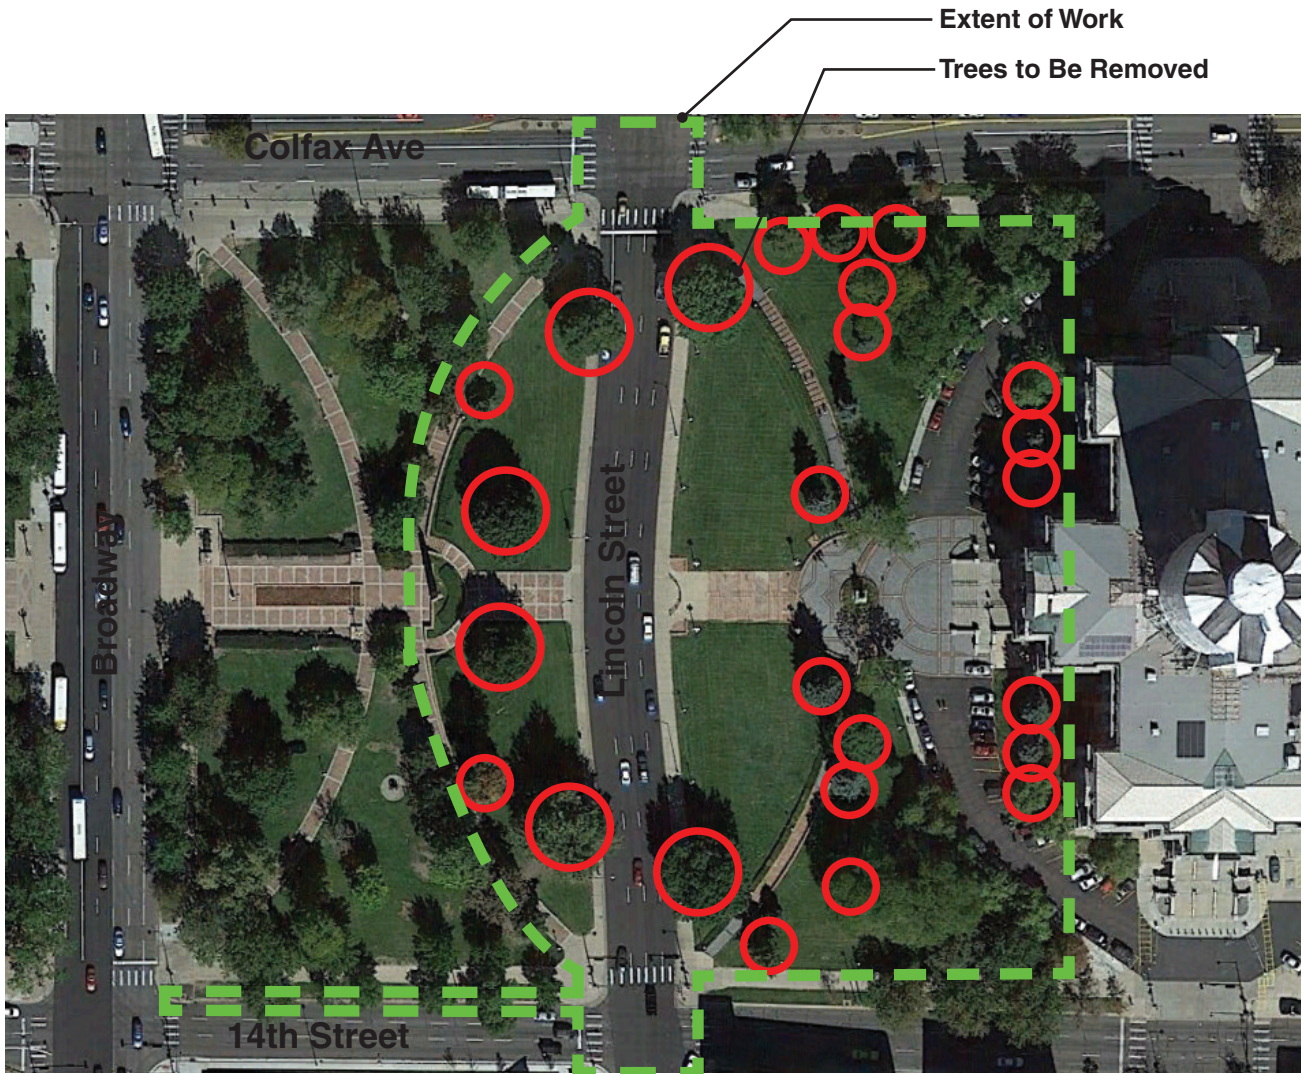 Extent of Work
Trees to Be Removed
Colfax Ave
Lincoln Street
Broadway
14th Street